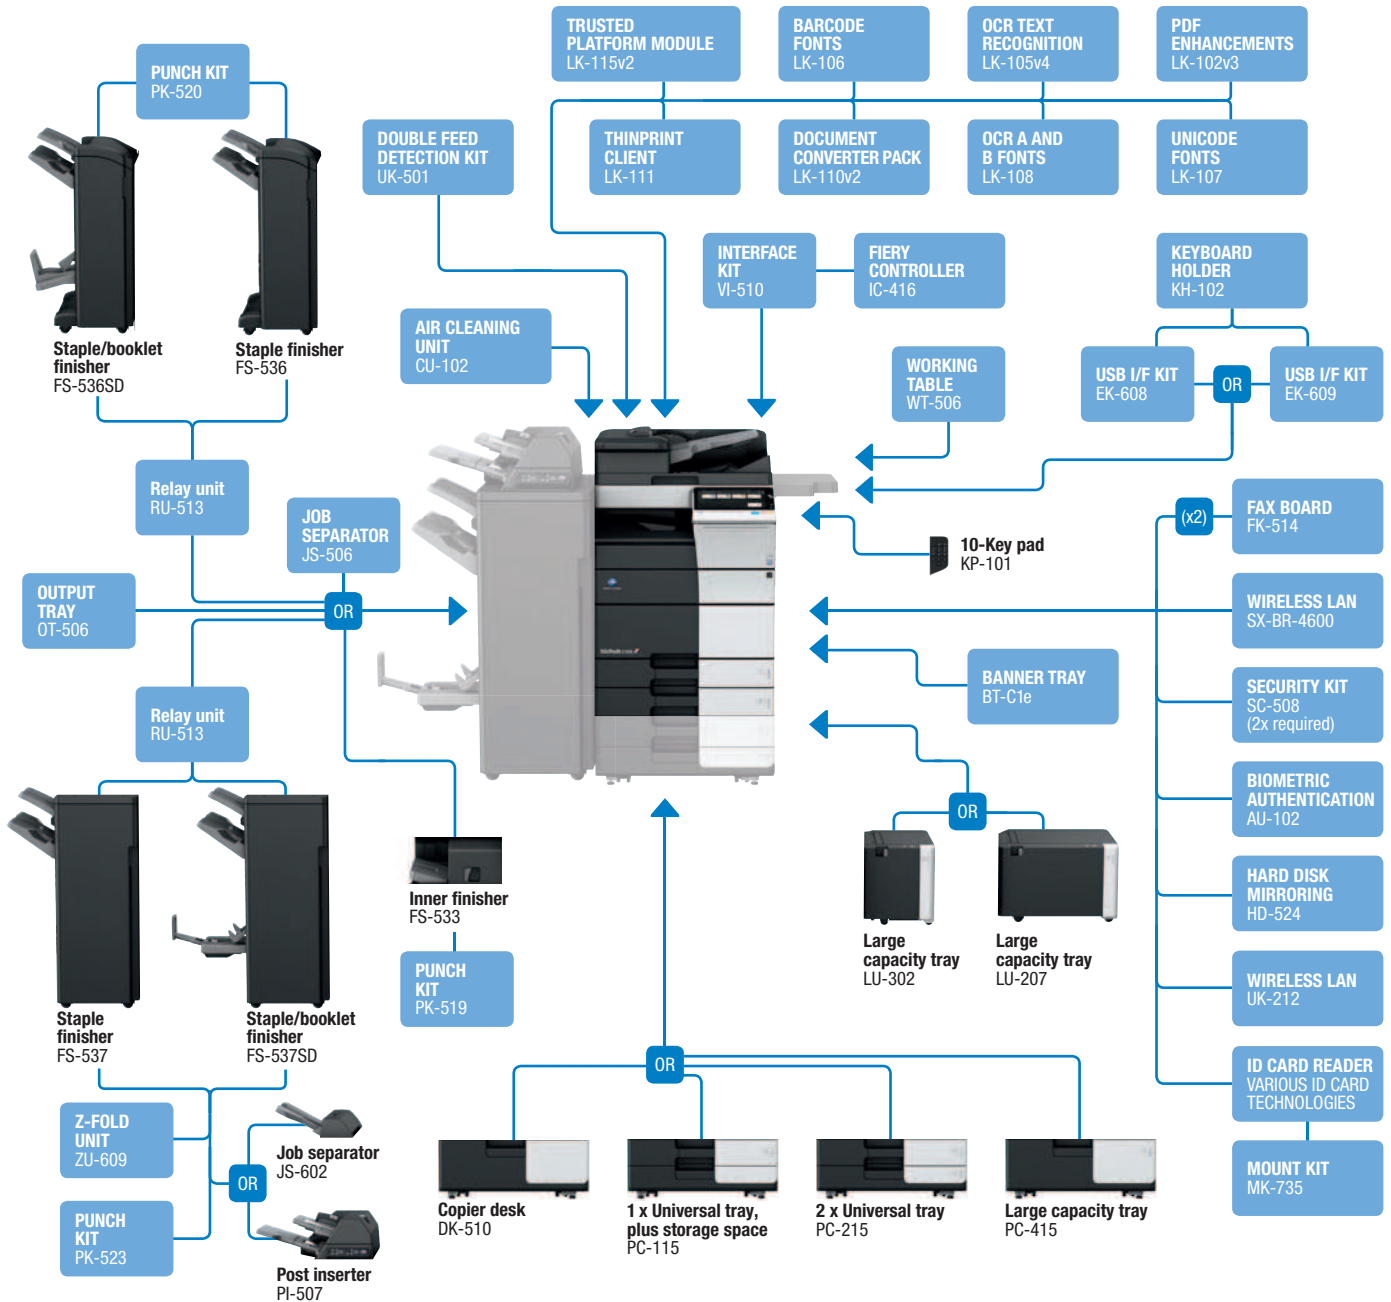 TRUSTED
PLATFORM MODULE
LK-115v2
BARCODE
FONTS
LK-106
OCR TEXT
RECOGNITION
LK-105v4
PDF
ENHANCEMENTS
LK-102v3
PUNCH KIT
PK-520
DOUBLE FEED
DETECTION KIT
UK-501
THINPRINT
CLIENT
LK-111
DOCUMENT
CONVERTER PACK
LK-110v2
OCR A AND
B FONTS
LK-108
UNICODE
FONTS
LK-107
INTERFACE
KIT
VI-510
FIERY
CONTROLLER
IC-416
KEYBOARD
HOLDER
KH-102
AIR CLEANING
UNIT
CU-102
Staple/booklet
finisher
FS-536SD
Staple finisher
FS-536
WORKING
TABLE
WT-506
USB I/F KIT
EK-608
OR
USB I/F KIT
EK-609
Relay unit
RU-513
JOB
SEPARATOR
JS-506
(x2)
FAX BOARD
FK-514
10-Key pad
KP-101
OUTPUT
TRAY
OT-506
OR
WIRELESS LAN
SX-BR-4600
BANNER TRAY
BT-C1e
SECURITY KIT
SC-508
(2x required)
Relay unit
RU-513
BIOMETRIC
AUTHENTICATION
AU-102
OR
HARD DISK
MIRRORING
HD-524
Inner finisher
FS-533
Large
capacity tray
LU-302
Large
capacity tray
LU-207
PUNCH
KIT
PK-519
WIRELESS LAN
UK-212
Staple
finisher
FS-537
Staple/booklet
finisher
FS-537SD
OR
ID CARD READER
VARIOUS ID CARD
TECHNOLOGIES
Z-FOLD
UNIT
ZU-609
Job separator
JS-602
OR
MOUNT KIT
MK-735
PUNCH
KIT
PK-523
Post inserter
PI-507
Copier desk
DK-510
1 x Universal tray,
plus storage space
PC-115
2 x Universal tray
PC-215
Large capacity tray
PC-415